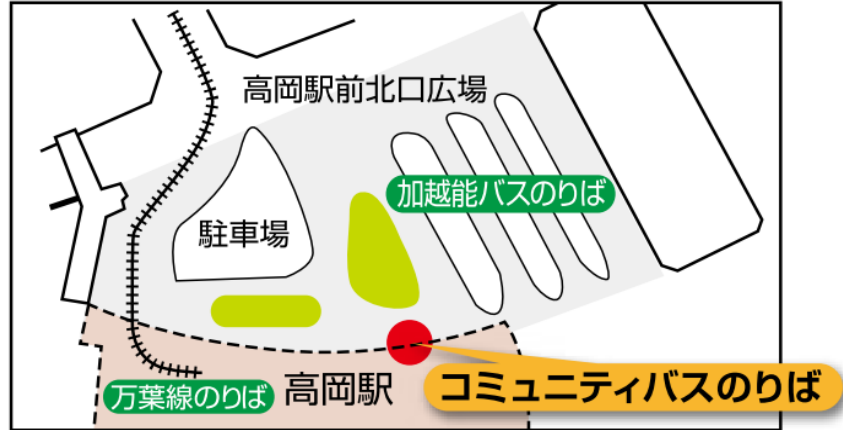 高岡駅前北口広場
加越能バスのりば
駐車場
万葉線のりば
高岡駅
コミュニティバスのりば